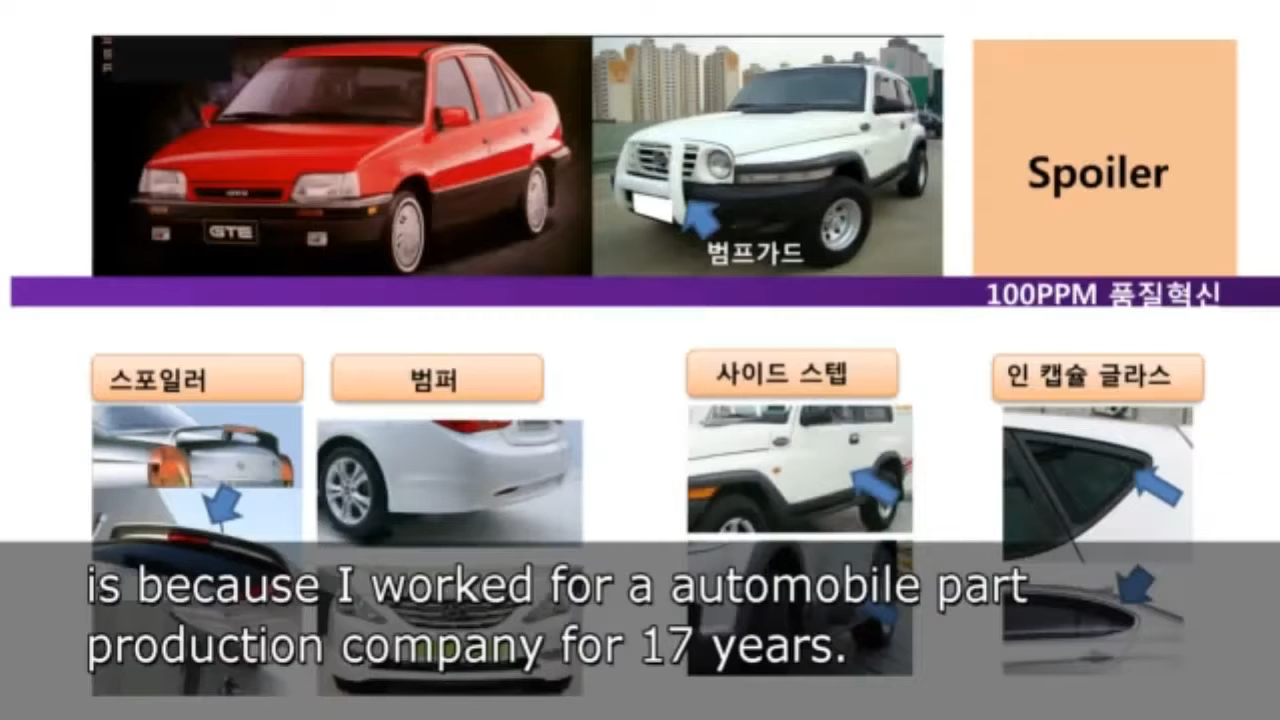 GTE
범프가드
Spoiler
100PPM 품질혁신
스포일러
범퍼
사이드 스텝
인 캡슐 글라스
is because I worked for a automobile part
production company for 17 years.